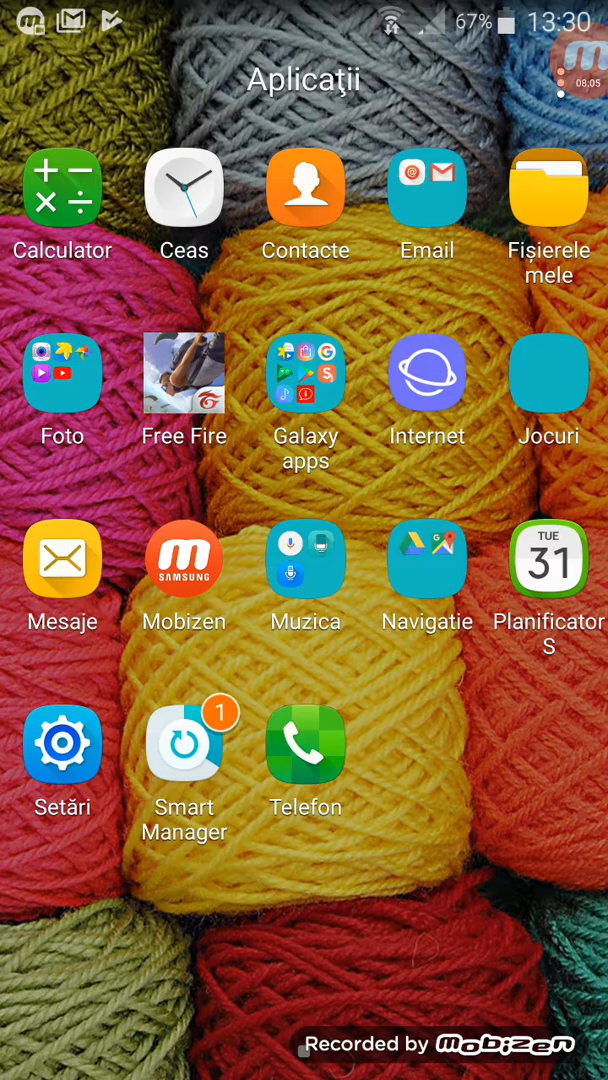 67% 13:30
Aplicaţii
08:05
Calculator
Ceas
Contacte
Email
Fișierele
mele
Foto
Free Fire
Galaxy
apps
Internet
Jocuri
SAMSUNG
TUE
31
Mesaje
Mobizen
Muzica
Navigatie
Planificator
S
1
Setări
Smart
Manager
Telefon
Recorded by mobizen